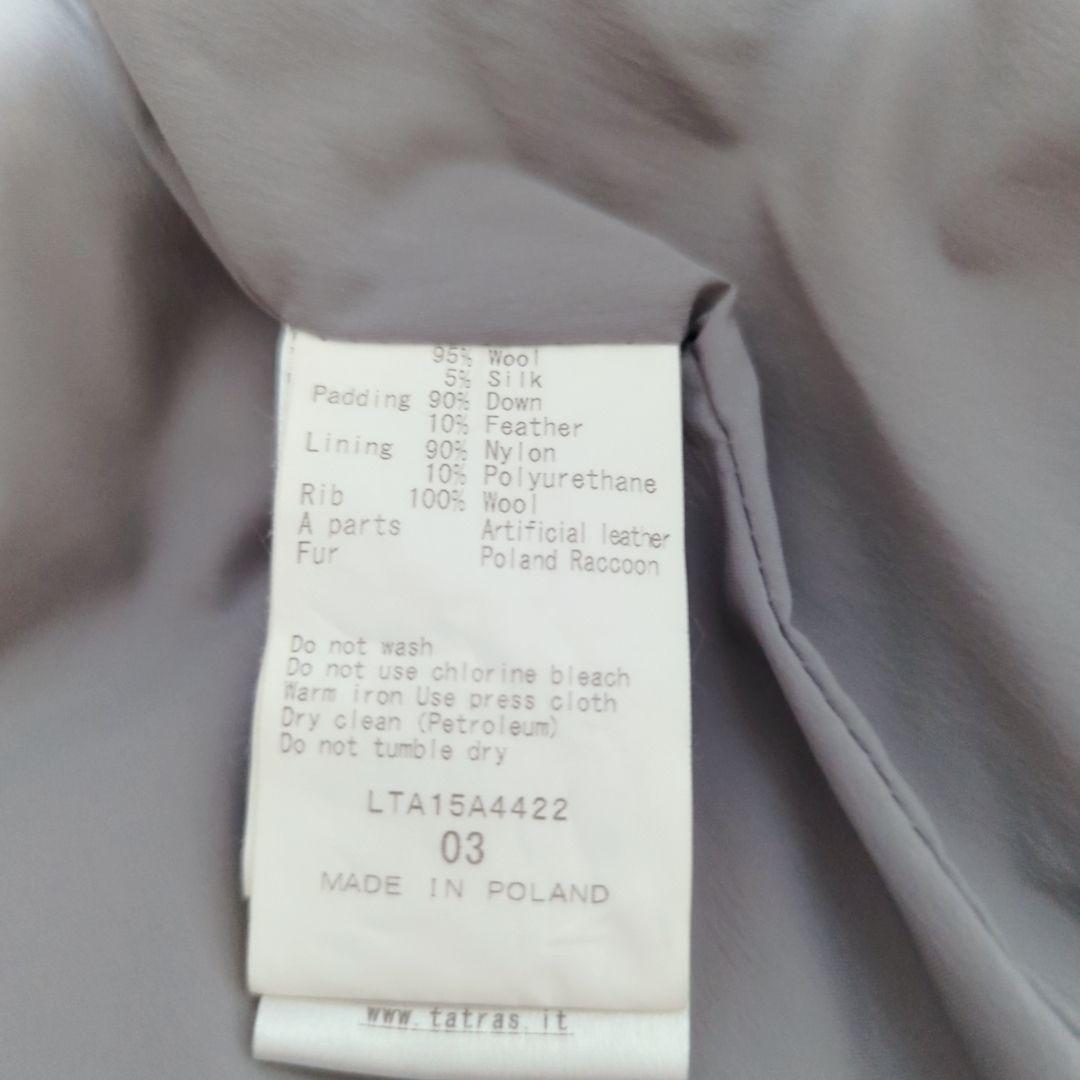 95% Wool
5% Silk
Padding 90% Down
10% Feather
Lining 90% Nylon
10% Polyurethane
Rib 100% Wool
A parts Artificial leather
Fur Poland Raccoon
Do not wash
Do not use chlorine bleach
Warm iron Use press cloth
Dry clean (Petroleum)
Do not tumble dry
LTA15A4422
03
MADE IN POLAND
www.tatras.it